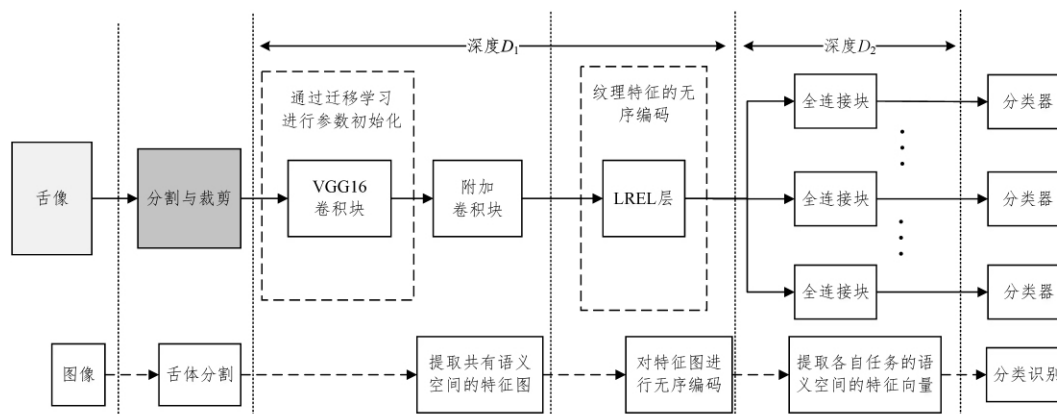 深度D₁
深度D₂
通过迁移学习
进行参数初始化
纹理特征的无
序编码
全连接块
分类器
舌像
分割与裁剪
VGG16
卷积块
附加
卷积块
LREL层
全连接块
分类器
全连接块
分类器
图像
舌体分割
提取共有语义
空间的特征图
对特征图进
行无序编码
提取各自任务的语
义空间的特征向量
分类识别